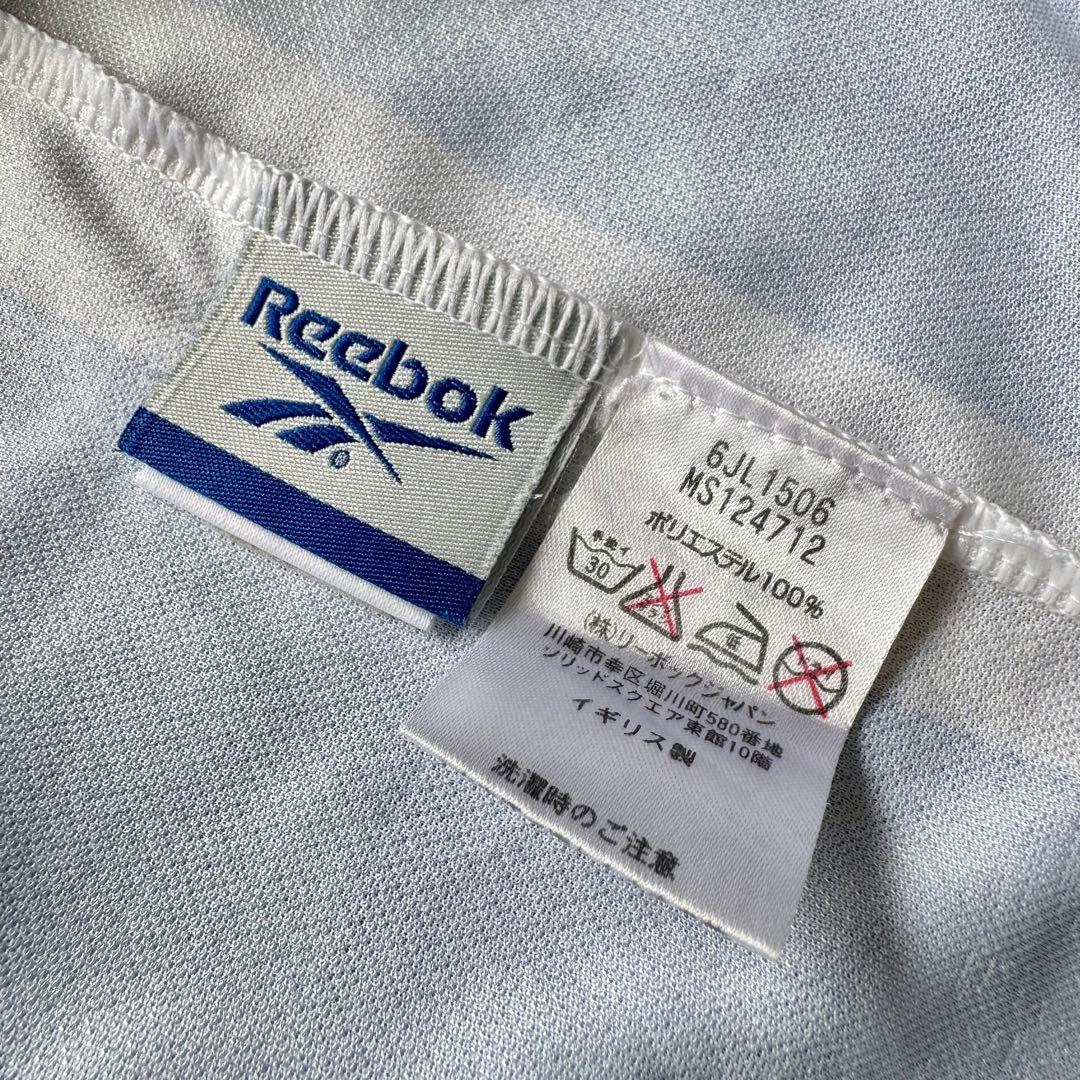 Reebok
6JL1506
MS124712
ポリエステル100%
手洗イ
30
(株)リーボックジャパン
川崎市幸区堀川町580番地
ソリッドスクエア東館10階
イギリス製
洗濯時のご注意